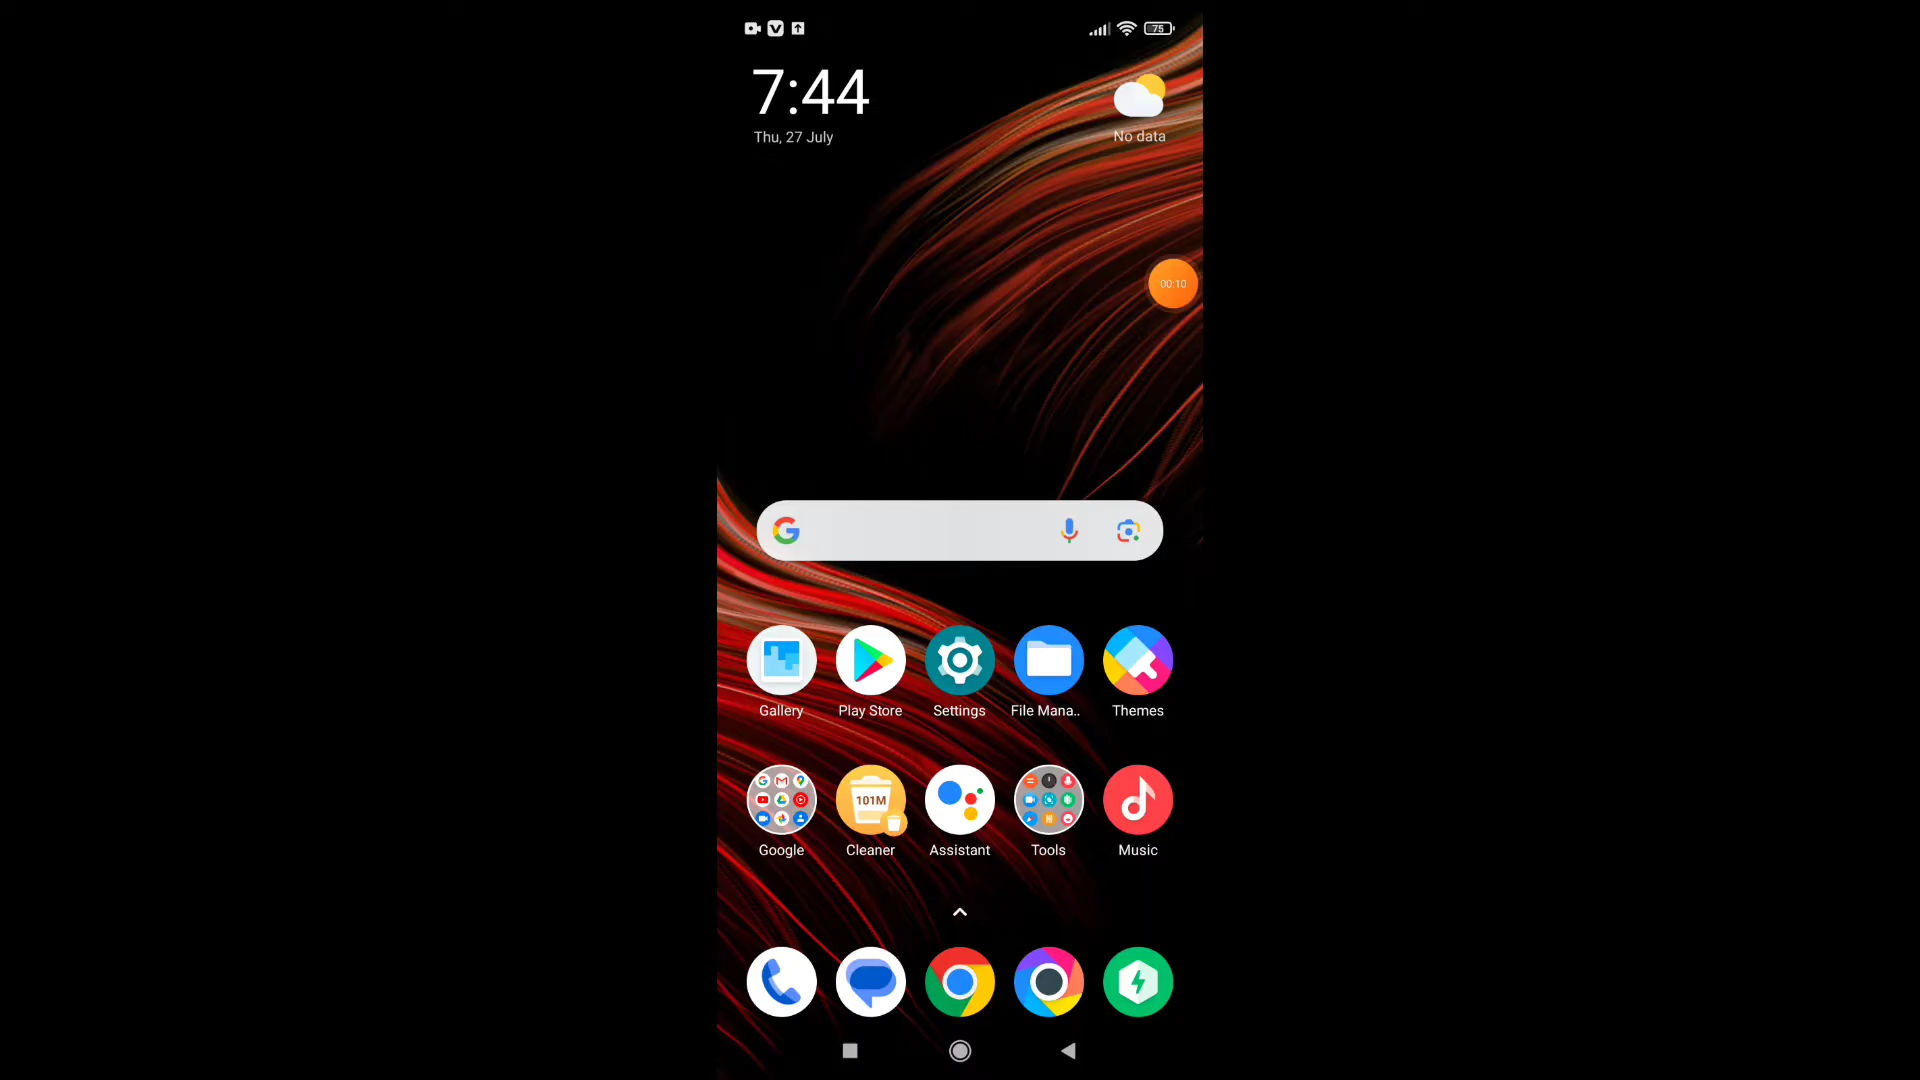 75
7:44
Thu, 27 July
No data
00:10
Gallery
Play Store
Settings
File Mana..
Themes
101M
Google
Cleaner
Assistant
Tools
Music